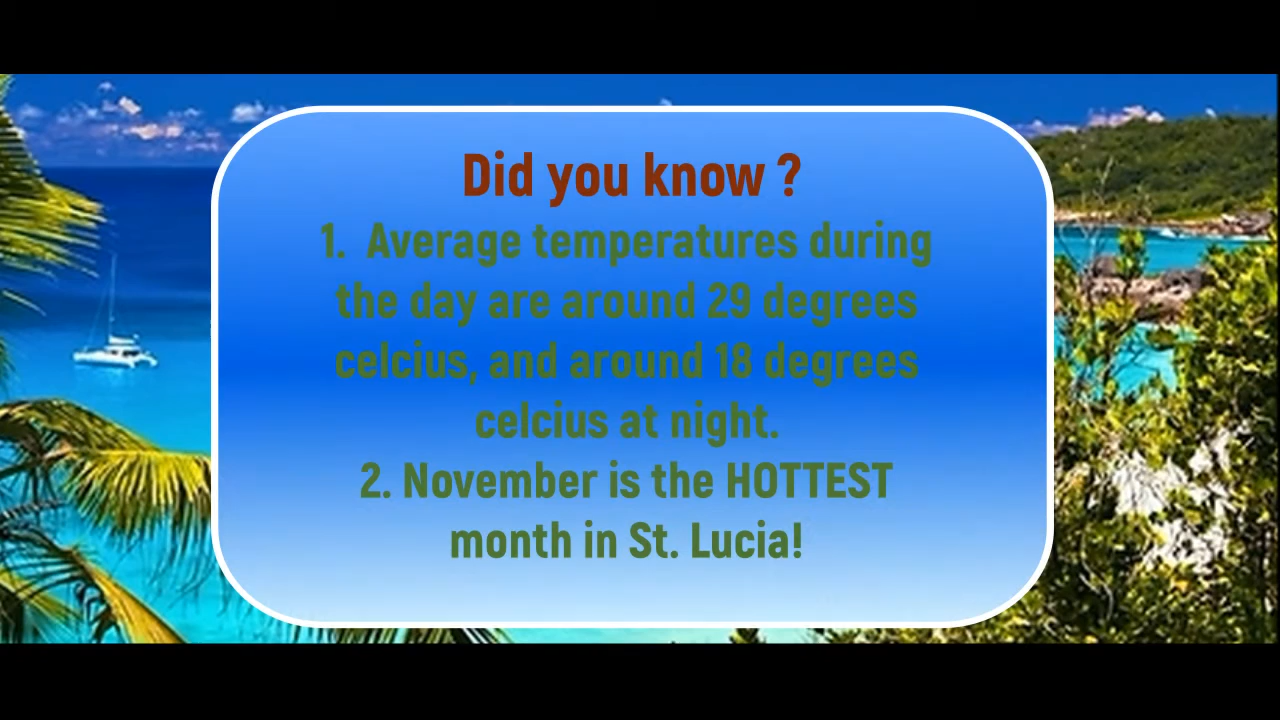 Did you know ?
1. Average temperatures during
the day are around 29 degrees
celcius, and around 18 degrees
celcius at night.
2. November is the HOTTEST
month in St. Lucia!